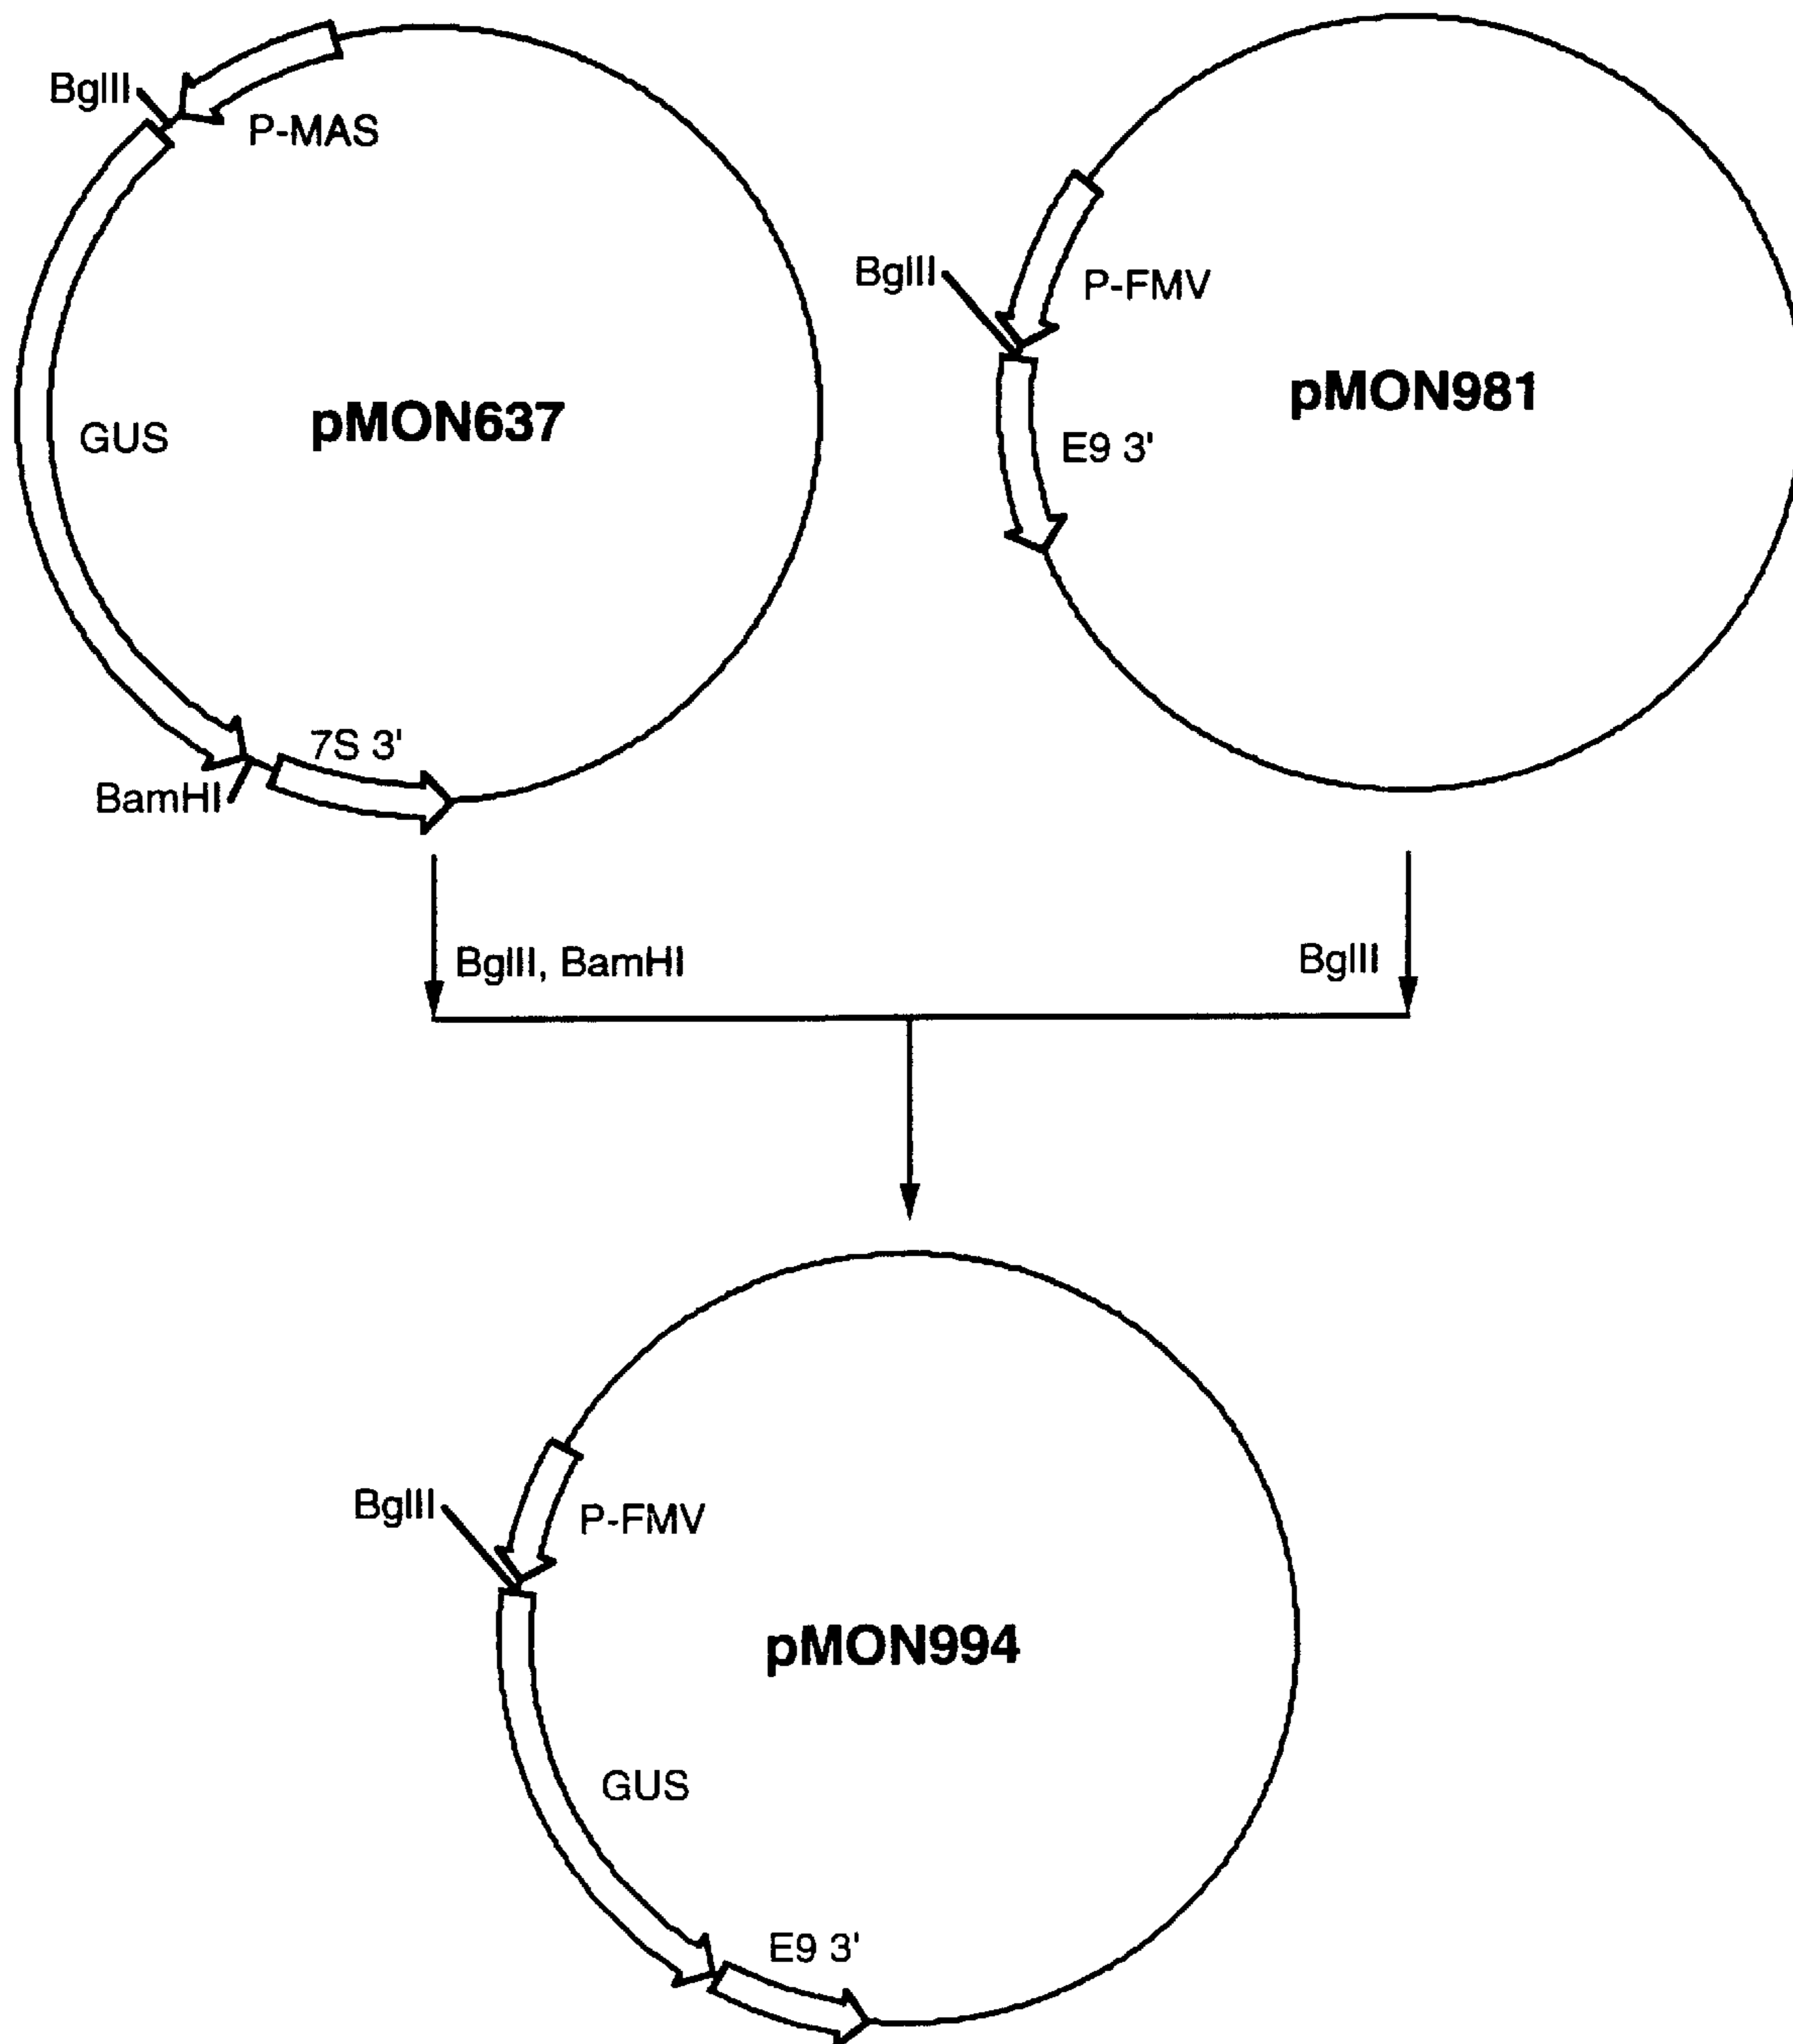 BglII
P-MAS
GUS
pMON637
7S 3'
BamHI
BglII
P-FMV
pMON981
E9 3'
BglII, BamHI
BglII
BglII
P-FMV
pMON994
GUS
E9 3'